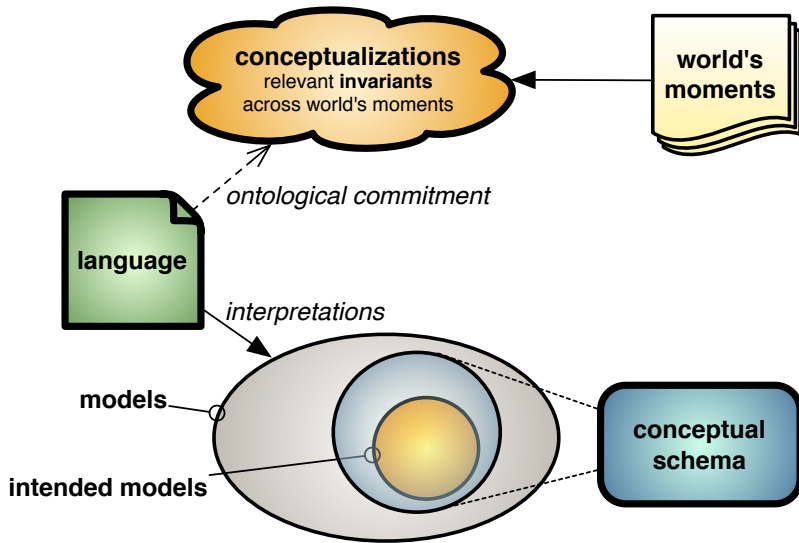 conceptualizations
relevant invariants
across world's moments
world's
moments
ontological commitment
language
interpretations
models
conceptual
schema
intended models